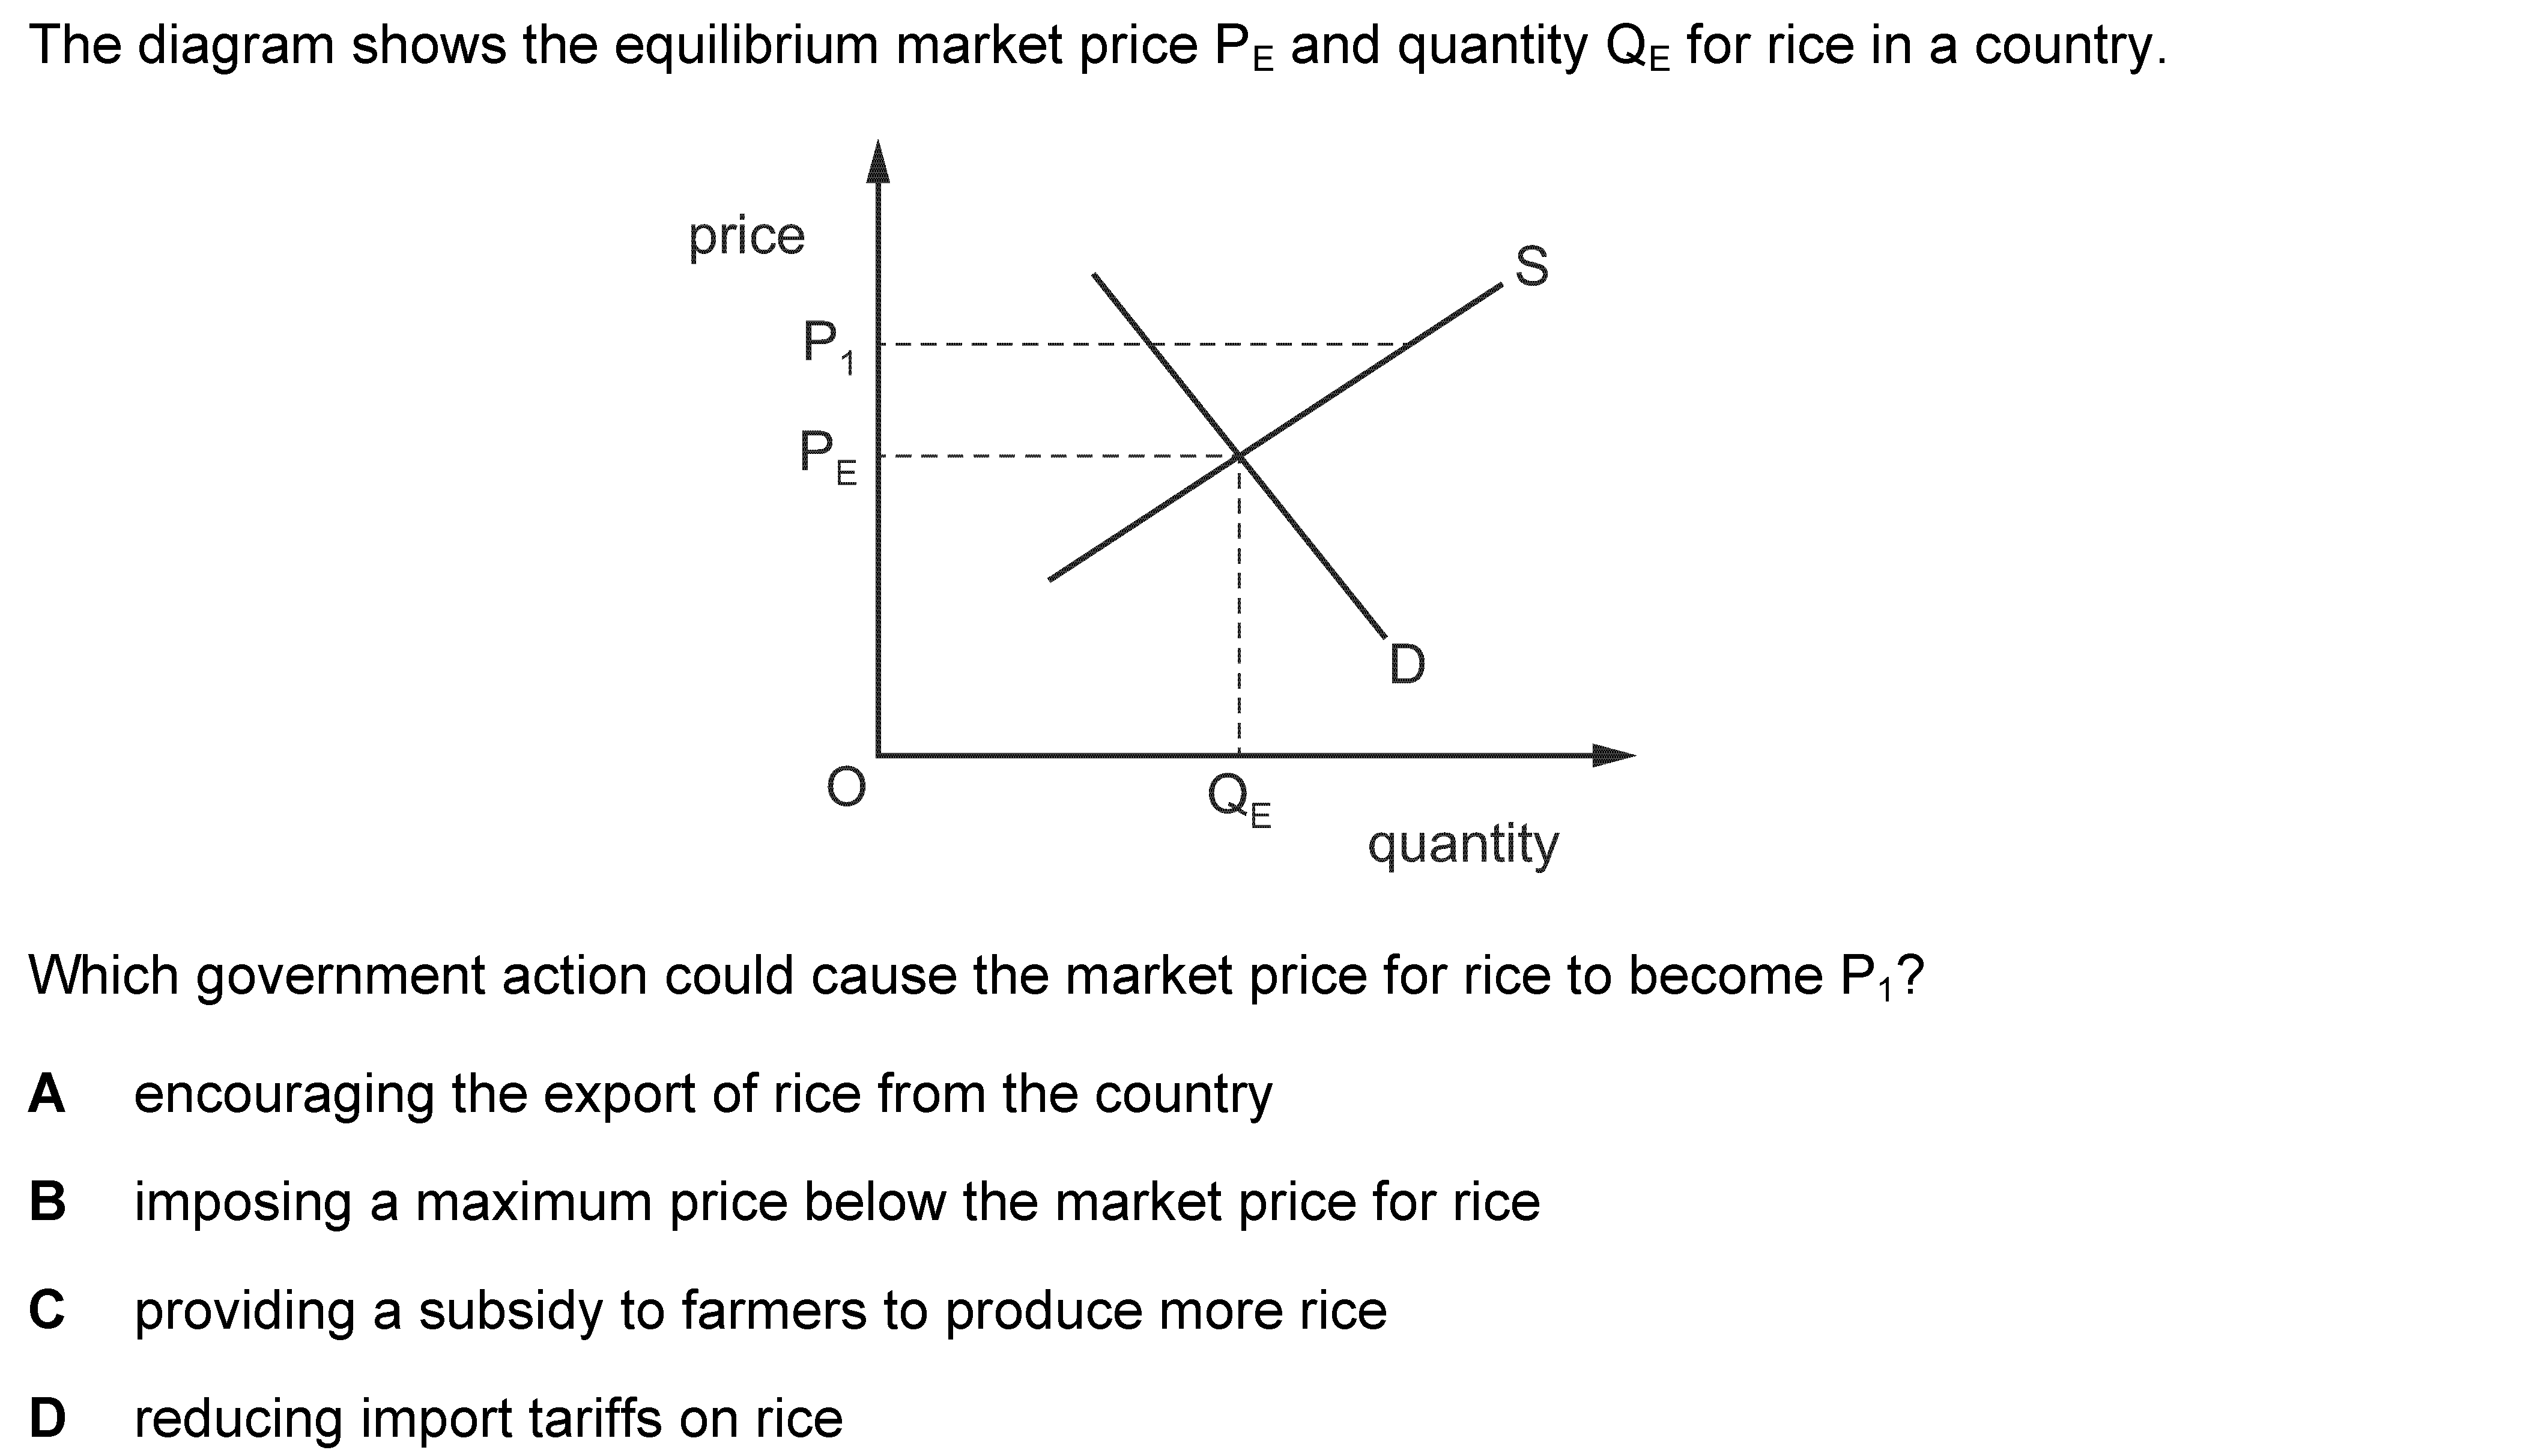 The diagram shows the equilibrium market price P_E and quantity Q_E for rice in a country.
price
S
P_1
P_E
D
O
Q_E
quantity
Which government action could cause the market price for rice to become P_1?
A encouraging the export of rice from the country
B imposing a maximum price below the market price for rice
C providing a subsidy to farmers to produce more rice
D reducing import tariffs on rice